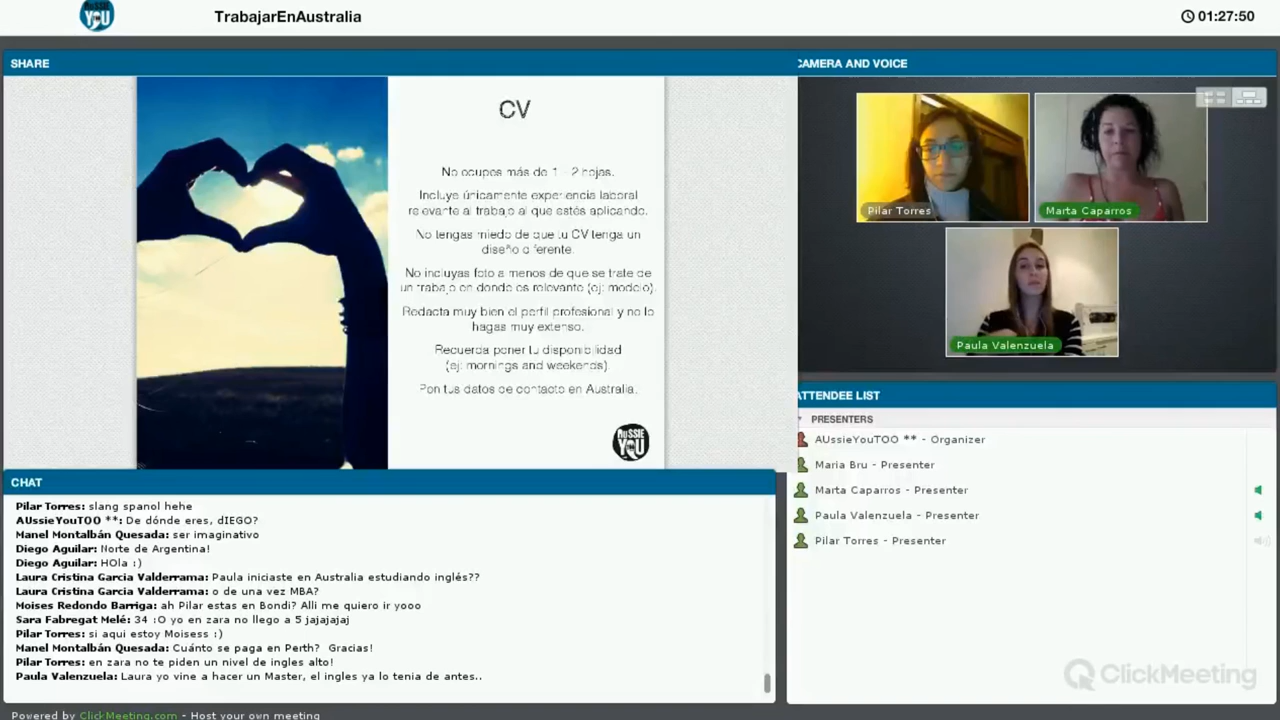 AUSSIE
YOU
TrabajarEnAustralia
01:27:50
SHARE
CV
No ocupes más de 1 - 2 hojas.
Incluye únicamente experiencia laboral
relevante al trabajo al que estés aplicando.
No tengas miedo de que tu CV tenga un
diseño diferente.
No incluyas foto a menos de que se trate de
un trabajo en donde es relevante (ej: modelo).
Redacta muy bien el perfil profesional y no lo
hagas muy extenso.
Recuerda poner tu disponibilidad
(ej: mornings and weekends).
Pon tus datos de contacto en Australia.
AUSSIE
YOU
CAMERA AND VOICE
Pilar Torres
Marta Caparros
Paula Valenzuela
ATTENDEE LIST
PRESENTERS
AUssieYouTOO ** - Organizer
Maria Bru - Presenter
Marta Caparros - Presenter
Paula Valenzuela - Presenter
Pilar Torres - Presenter
ClickMeeting
CHAT
Pilar Torres: slang spanol hehe
AUssieYouTOO **: De dónde eres, dIEGO?
Manel Montalbán Quesada: ser imaginativo
Diego Aguilar: Norte de Argentina!
Diego Aguilar: HOla :)
Laura Cristina Garcia Valderrama: Paula iniciaste en Australia estudiando inglés??
Laura Cristina Garcia Valderrama: o de una vez MBA?
Moises Redondo Barriga: ah Pilar estas en Bondi? Alli me quiero ir yooo
Sara Fabregat Melé: 34 :O yo en zara no llego a 5 jajajajaj
Pilar Torres: si aqui estoy Moisess :)
Manel Montalbán Quesada: Cuánto se paga en Perth? Gracias!
Pilar Torres: en zara no te piden un nivel de ingles alto!
Paula Valenzuela: Laura yo vine a hacer un Master, el ingles ya lo tenia de antes..
Powered by ClickMeeting.com - Host your own meeting